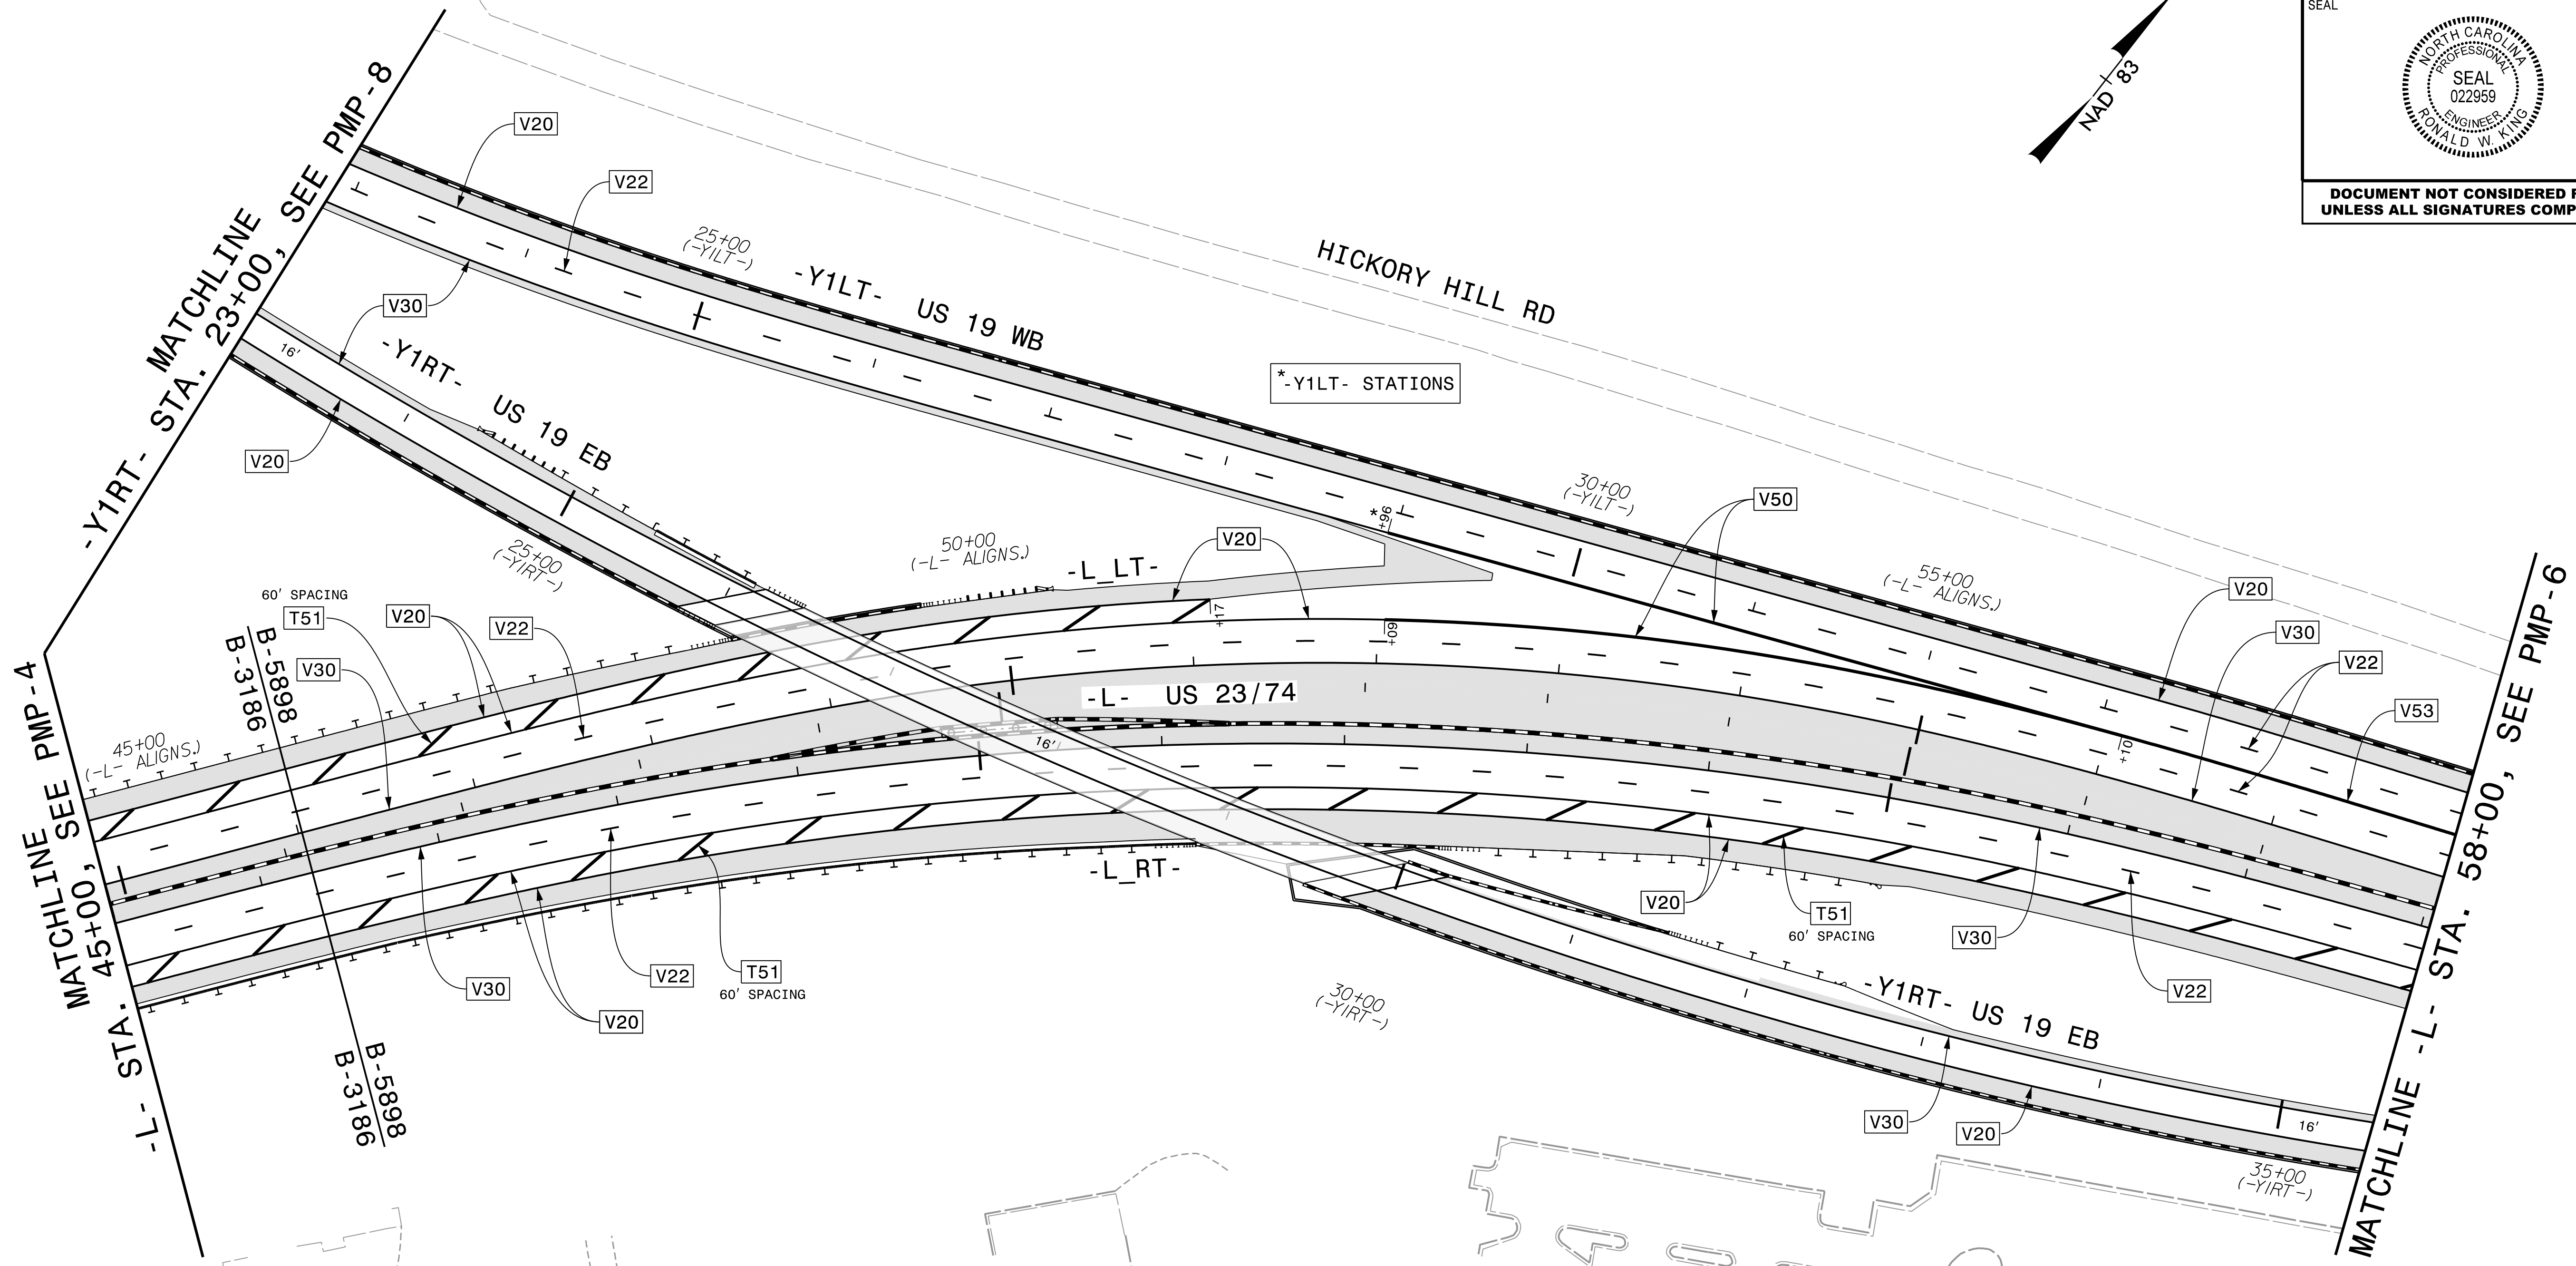 SEAL
NORTH CAROLINA
PROFESSIONAL
SEAL
022959
ENGINEER
RONALD W. KING
UNLESS ALL SIGNATURES
DOCUMENT NOT CONSIDERED
NAD 83
MATCHLINE
-Y1RT- STA. 23+00, SEE PMP-8
V20
V22
25+00
(-Y1LT-)
-Y1LT- US 19 WB
HICKORY HILL RD
V30
16'
-Y1RT- US 19 EB
*-Y1LT- STATIONS
V20
25+00
(-Y1RT-)
50+00
(-L- ALIGNS.)
-L_LT-
V20
*
+96
30+00
(-Y1LT-)
V50
55+00
(-L- ALIGNS.)
V20
V30
V22
V53
60' SPACING
T51
V20
V22
V30
B-5898
B-3186
+17
+09
+10
-L- US 23/74
16'
45+00
(-L- ALIGNS.)
MATCHLINE
-L- STA. 45+00, SEE PMP-4
-L_RT-
V30
V22
T51
60' SPACING
V20
V20
T51
60' SPACING
V30
V22
30+00
(-Y1RT-)
-Y1RT- US 19 EB
V30
V20
16'
35+00
(-Y1RT-)
B-5898
B-3186
MATCHLINE -L- STA. 58+00, SEE PMP-6